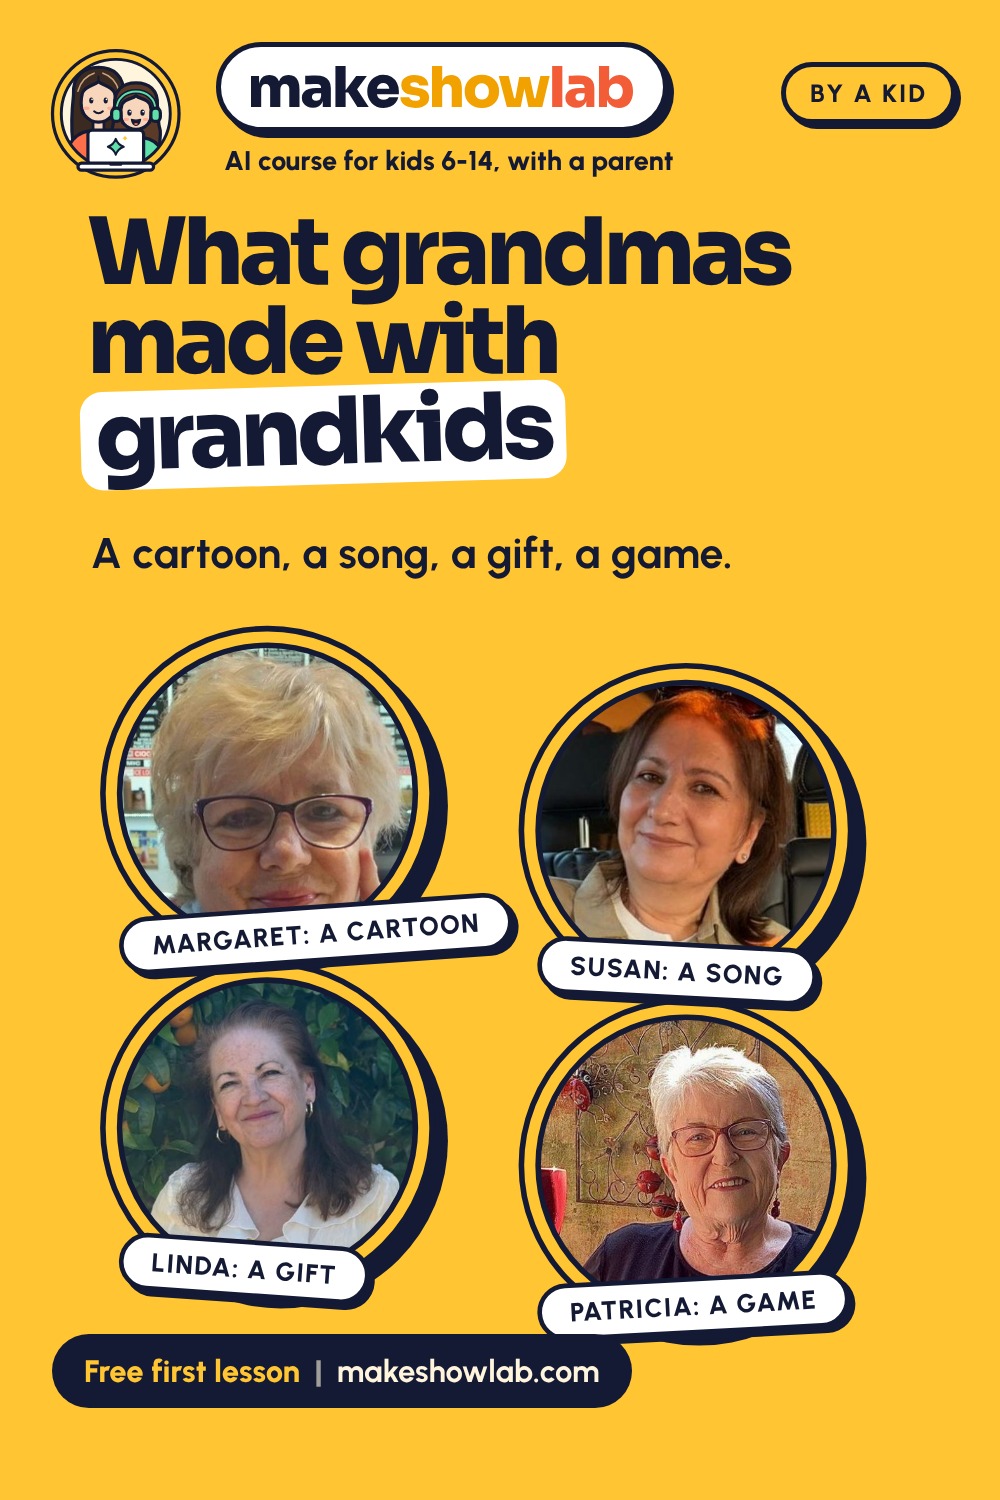 makeshowlab
BY A KID
AI course for kids 6-14, with a parent
What grandmas
made with
grandkids
A cartoon, a song, a gift, a game.
MARGARET: A CARTOON
SUSAN: A SONG
LINDA: A GIFT
PATRICIA: A GAME
Free first lesson | makeshowlab.com